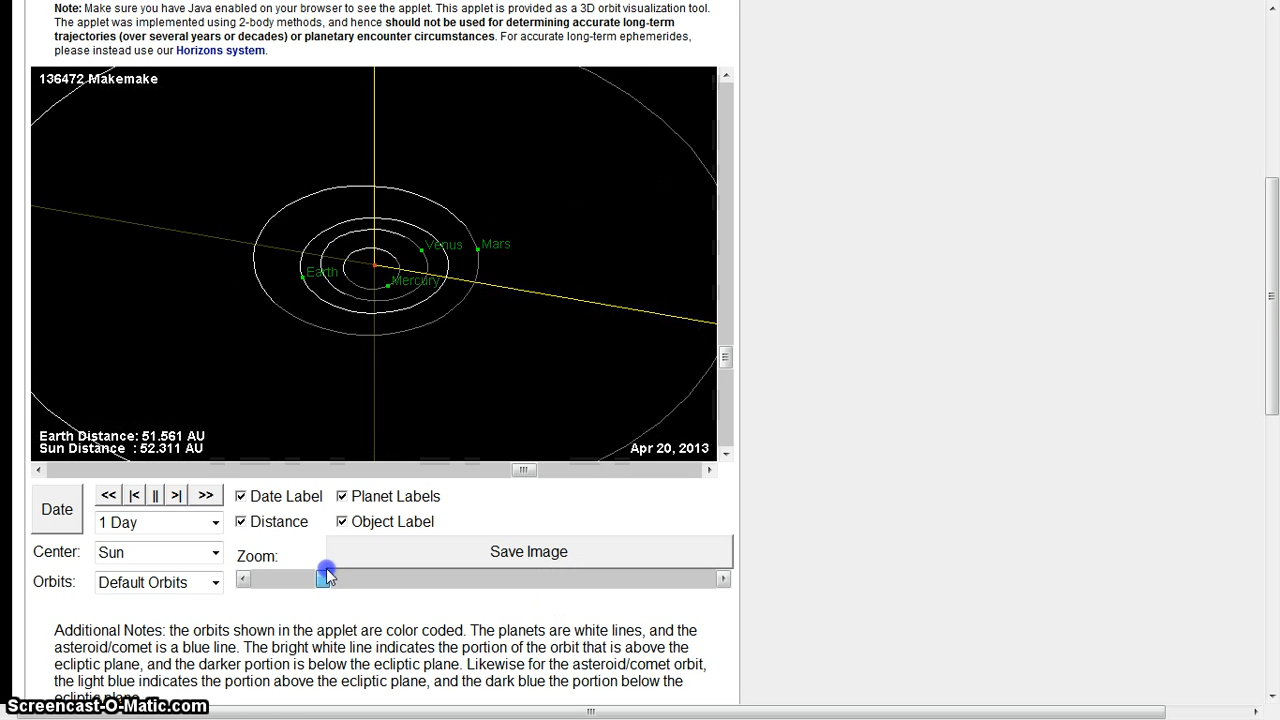 Note: Make sure you have Java enabled on your browser to see the applet. This applet is provided as a 3D orbit visualization tool.
The applet was implemented using 2-body methods, and hence should not be used for determining accurate long-term
trajectories (over several years or decades) or planetary encounter circumstances. For accurate long-term ephemerides,
please instead use our Horizons system.
136472 Makemake
Venus
Mars
Earth
Mercury
Earth Distance: 51.561 AU
Sun Distance : 52.311 AU
Apr 20, 2013
Date
<< |< || >| >>
Date Label
Planet Labels
1 Day
Distance
Object Label
Center:
Sun
Zoom:
Save Image
Orbits:
Default Orbits
Additional Notes: the orbits shown in the applet are color coded. The planets are white lines, and the
asteroid/comet is a blue line. The bright white line indicates the portion of the orbit that is above the
ecliptic plane, and the darker portion is below the ecliptic plane. Likewise for the asteroid/comet orbit,
the light blue indicates the portion above the ecliptic plane, and the dark blue the portion below the
ecliptic plane.
Screencast-O-Matic.com